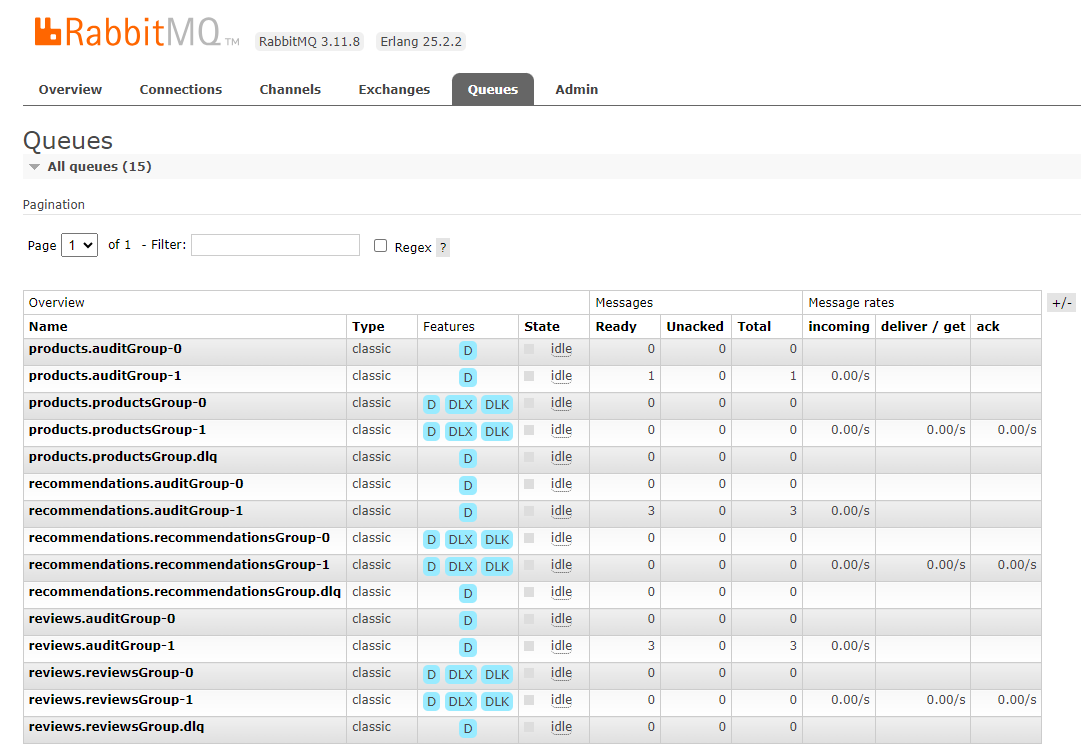 RabbitMQ TM RabbitMQ 3.11.8 Erlang 25.2.2
Overview Connections Channels Exchanges Queues Admin
Queues
All queues (15)
Pagination
Page 1 of 1 - Filter: Regex ?
Overview Messages Message rates +/-
Name Type Features State Ready Unacked Total incoming deliver / get ack
products.auditGroup-0 classic D idle 0 0 0
products.auditGroup-1 classic D idle 1 0 1 0.00/s
products.productsGroup-0 classic D DLX DLK idle 0 0 0
products.productsGroup-1 classic D DLX DLK idle 0 0 0 0.00/s 0.00/s 0.00/s
products.productsGroup.dlq classic D idle 0 0 0
recommendations.auditGroup-0 classic D idle 0 0 0
recommendations.auditGroup-1 classic D idle 3 0 3 0.00/s
recommendations.recommendationsGroup-0 classic D DLX DLK idle 0 0 0
recommendations.recommendationsGroup-1 classic D DLX DLK idle 0 0 0 0.00/s 0.00/s 0.00/s
recommendations.recommendationsGroup.dlq classic D idle 0 0 0
reviews.auditGroup-0 classic D idle 0 0 0
reviews.auditGroup-1 classic D idle 3 0 3 0.00/s
reviews.reviewsGroup-0 classic D DLX DLK idle 0 0 0
reviews.reviewsGroup-1 classic D DLX DLK idle 0 0 0 0.00/s 0.00/s 0.00/s
reviews.reviewsGroup.dlq classic D idle 0 0 0